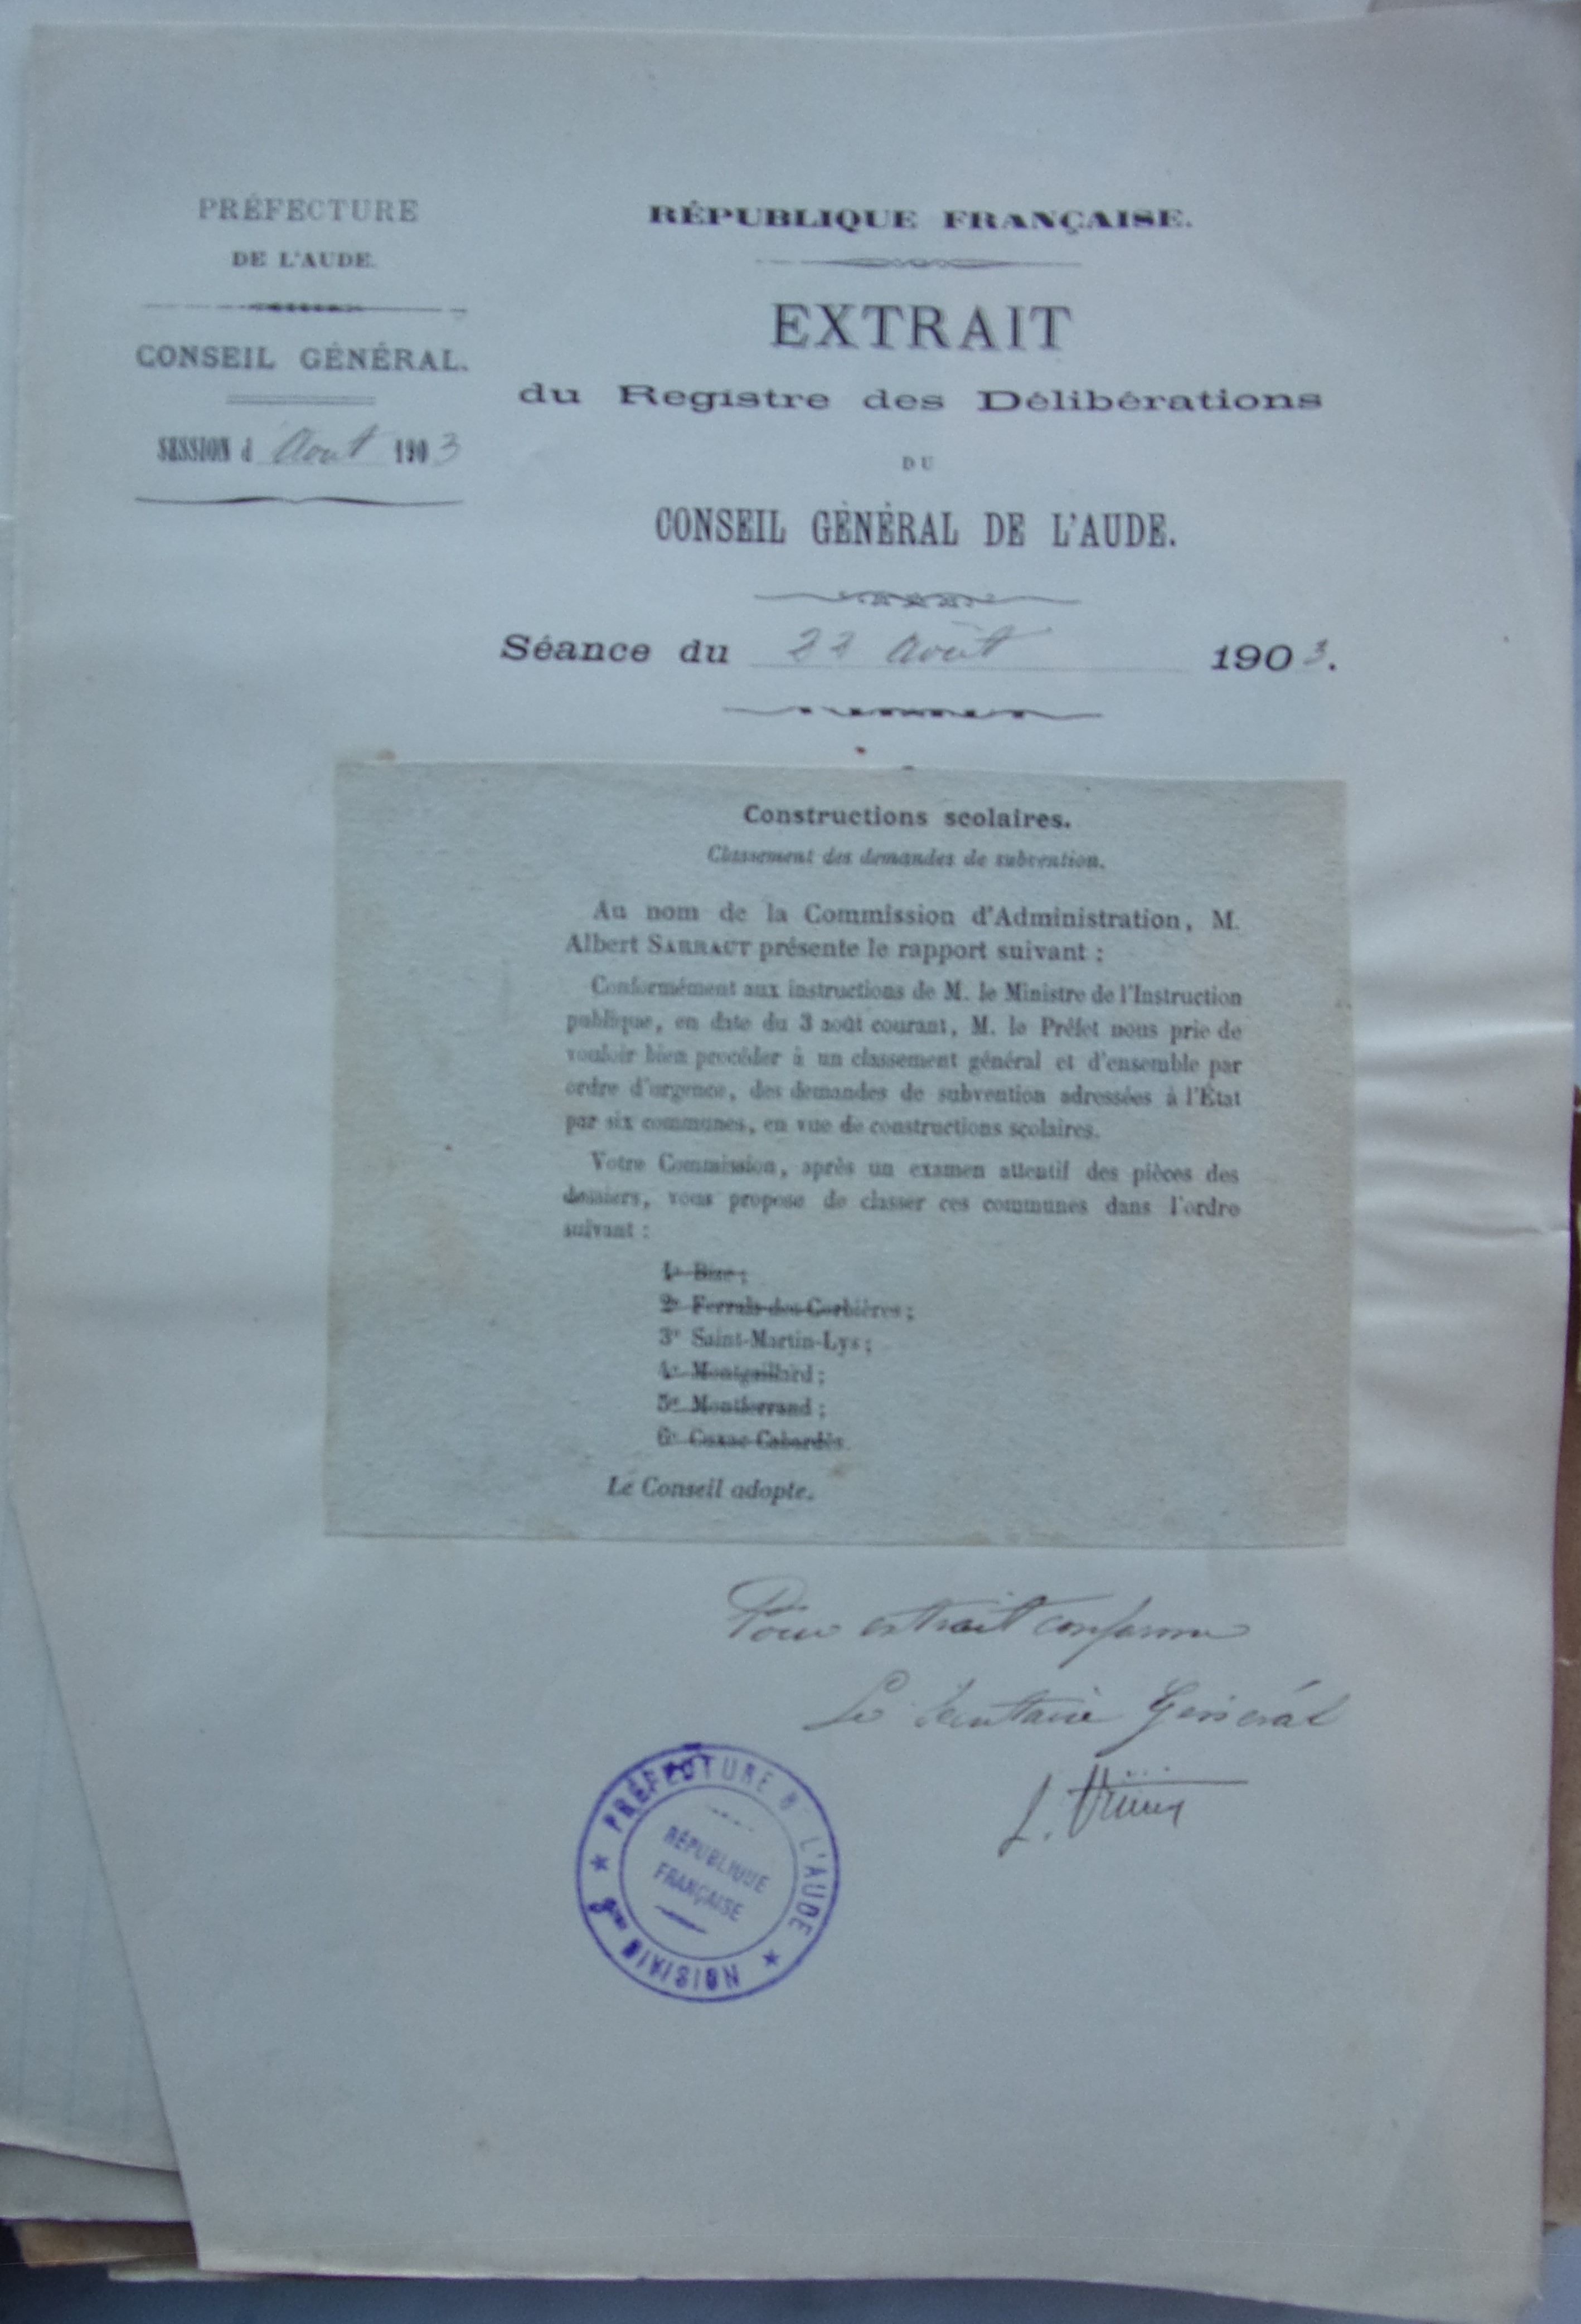 PRÉFECTURE
DE L'AUDE.
CONSEIL GÉNÉRAL.
SESSION d Août 1903
RÉPUBLIQUE FRANÇAISE.
EXTRAIT
du Registre des Délibérations
DU
CONSEIL GÉNÉRAL DE L'AUDE.
Séance du 22 août 1903.
Constructions scolaires.
Classement des demandes de subvention.
Au nom de la Commission d'Administration, M.
Albert SARRAUT présente le rapport suivant :
Conformément aux instructions de M. le Ministre de l'Instruction
publique, en date du 3 août courant, M. le Préfet nous prie de
vouloir bien procéder à un classement général et d'ensemble par
ordre d'urgence, des demandes de subvention adressées à l'État
par six communes, en vue de constructions scolaires.
Votre Commission, après un examen attentif des pièces des
dossiers, vous propose de classer ces communes dans l'ordre
suivant :
1° Bize ;
2° Ferrals-des-Corbières ;
3° Saint-Martin-Lys ;
4° Montgaillard ;
5° Montferrand ;
6° Cuxac-Cabardès.
Le Conseil adopte.
Pour extrait conforme
Le Secrétaire Général
PRÉFECTURE DE L'AUDE
RÉPUBLIQUE
FRANÇAISE
DIVISION